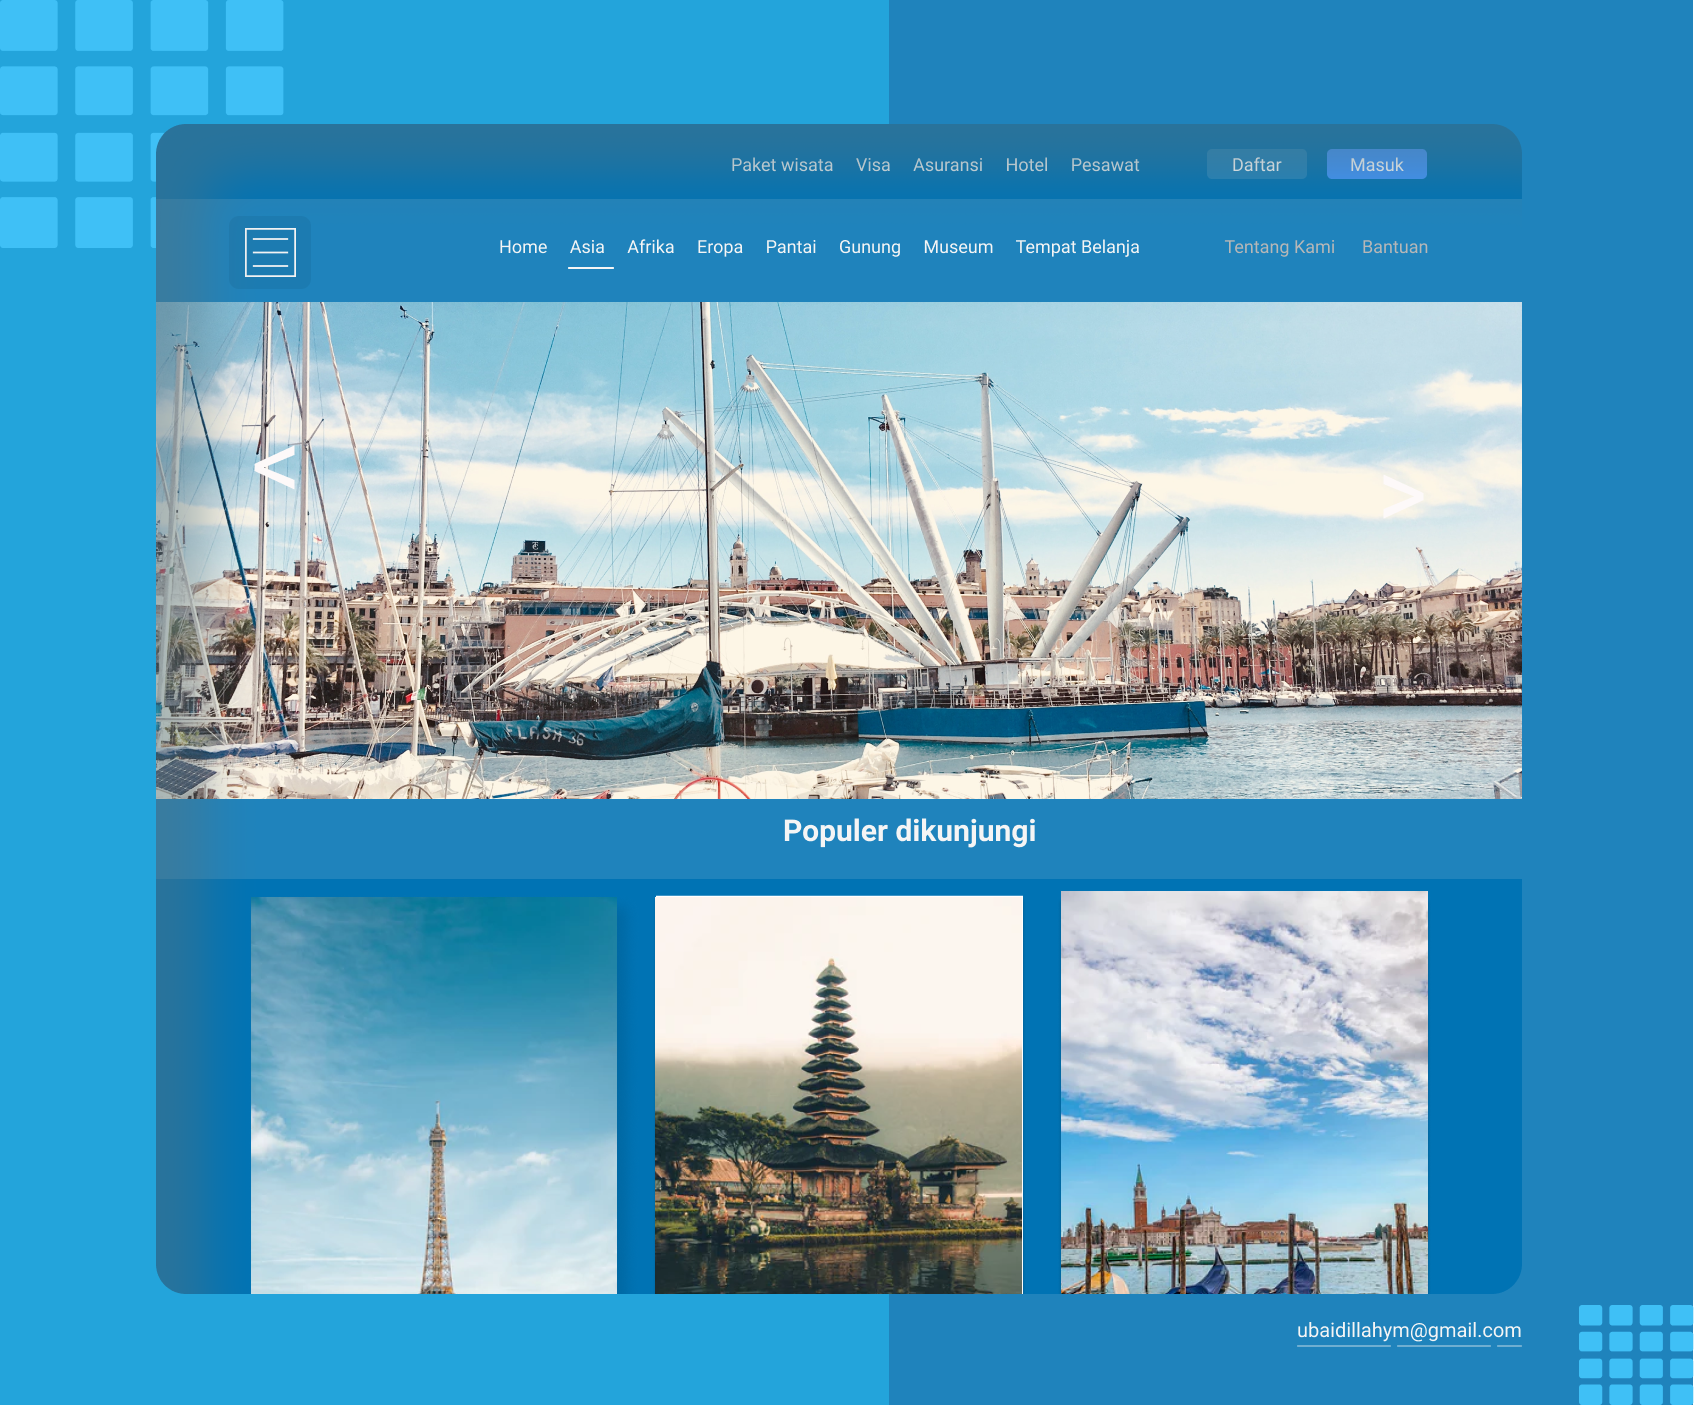 Paket wisata Visa Asuransi Hotel Pesawat Daftar Masuk
Home Asia Afrika Eropa Pantai Gunung Museum Tempat Belanja Tentang Kami Bantuan
<
>
FLASH 36
Populer dikunjungi
ubaidillahym@gmail.com